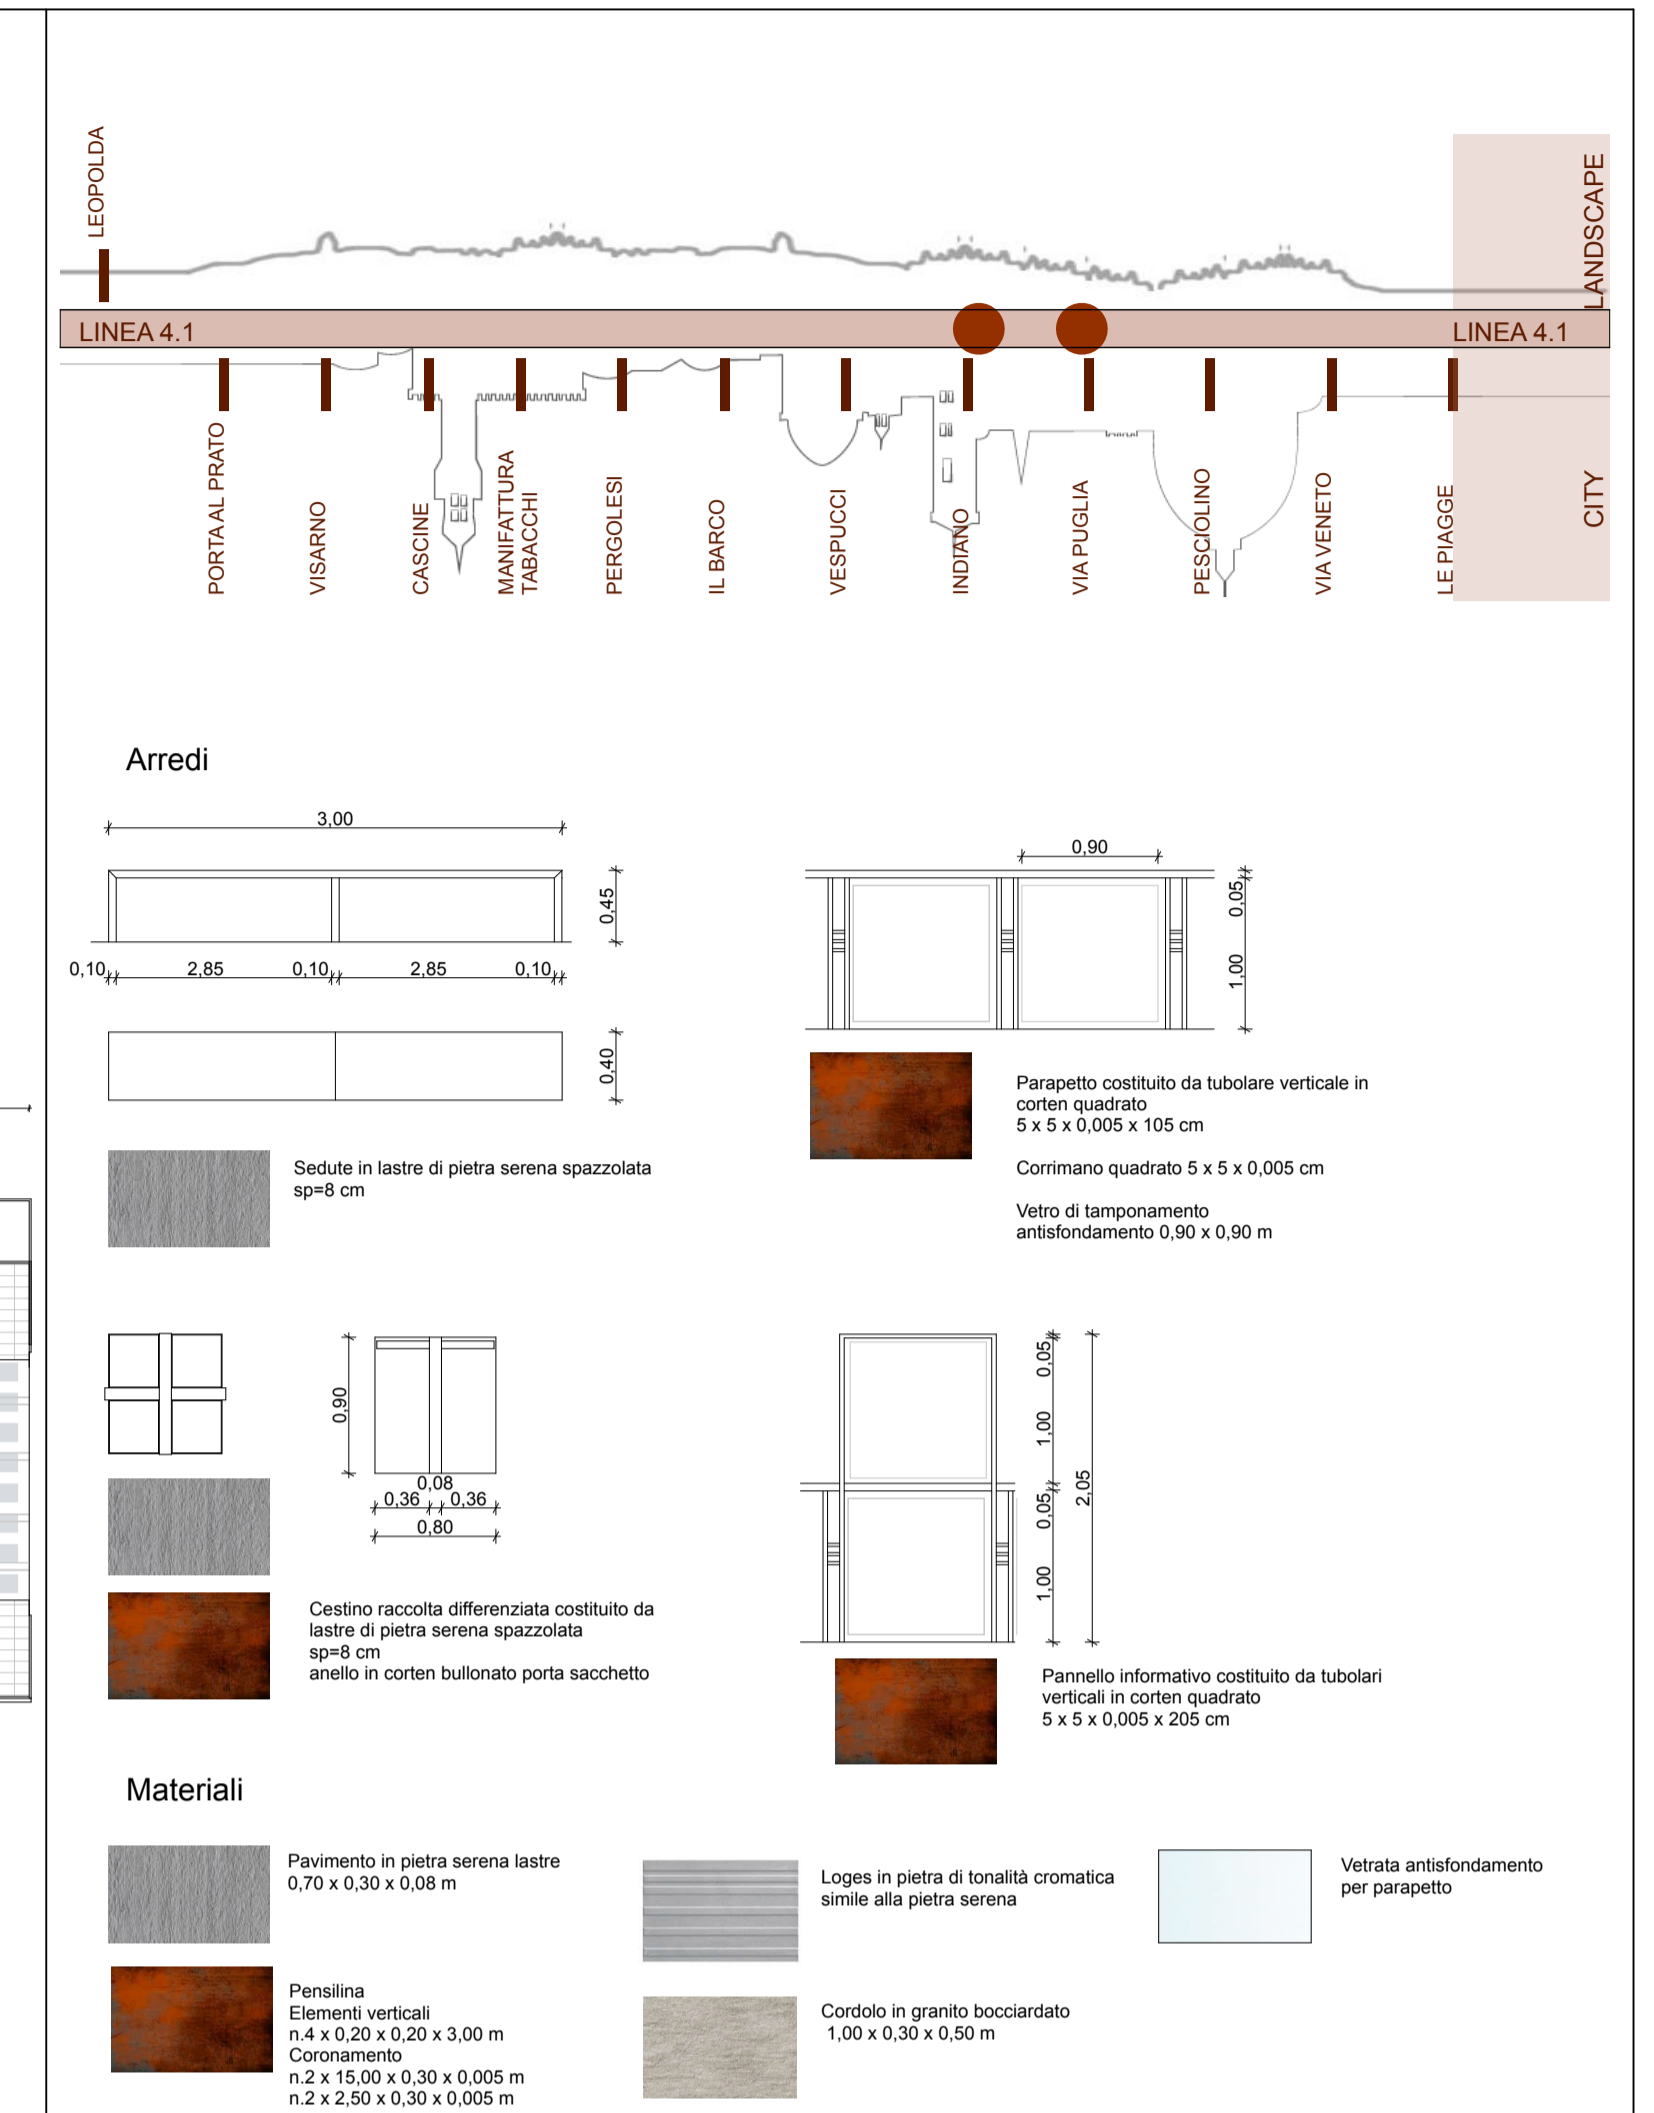 LEOPOLDA
LANDSCAPE
LINEA 4.1
LINEA 4.1
PORTA AL PRATO
VISARNO
CASCINE
MANIFATTURA
TABACCHI
PERGOLESI
IL BARCO
VESPUCCI
INDIANO
VIA PUGLIA
PESCIOLINO
VIA VENETO
LE PIAGGE
CITY
Arredi
3,00
0,45
0,10
2,85
0,10
2,85
0,10
0,40
Sedute in lastre di pietra serena spazzolata
sp=8 cm
0,90
0,05
1,00
Parapetto costituito da tubolare verticale in
corten quadrato
5 x 5 x 0,005 x 105 cm
Corrimano quadrato 5 x 5 x 0,005 cm
Vetro di tamponamento
antisfondamento 0,90 x 0,90 m
0,90
0,08
0,36
0,36
0,80
Cestino raccolta differenziata costituito da
lastre di pietra serena spazzolata
sp=8 cm
anello in corten bullonato porta sacchetto
0,05
1,00
0,05
1,00
2,05
Pannello informativo costituito da tubolari
verticali in corten quadrato
5 x 5 x 0,005 x 205 cm
Materiali
Pavimento in pietra serena lastre
0,70 x 0,30 x 0,08 m
Loges in pietra di tonalità cromatica
simile alla pietra serena
Vetrata antisfondamento
per parapetto
Pensilina
Elementi verticali
n.4 x 0,20 x 0,20 x 3,00 m
Coronamento
n.2 x 15,00 x 0,30 x 0,005 m
n.2 x 2,50 x 0,30 x 0,005 m
Cordolo in granito bocciardato
1,00 x 0,30 x 0,50 m